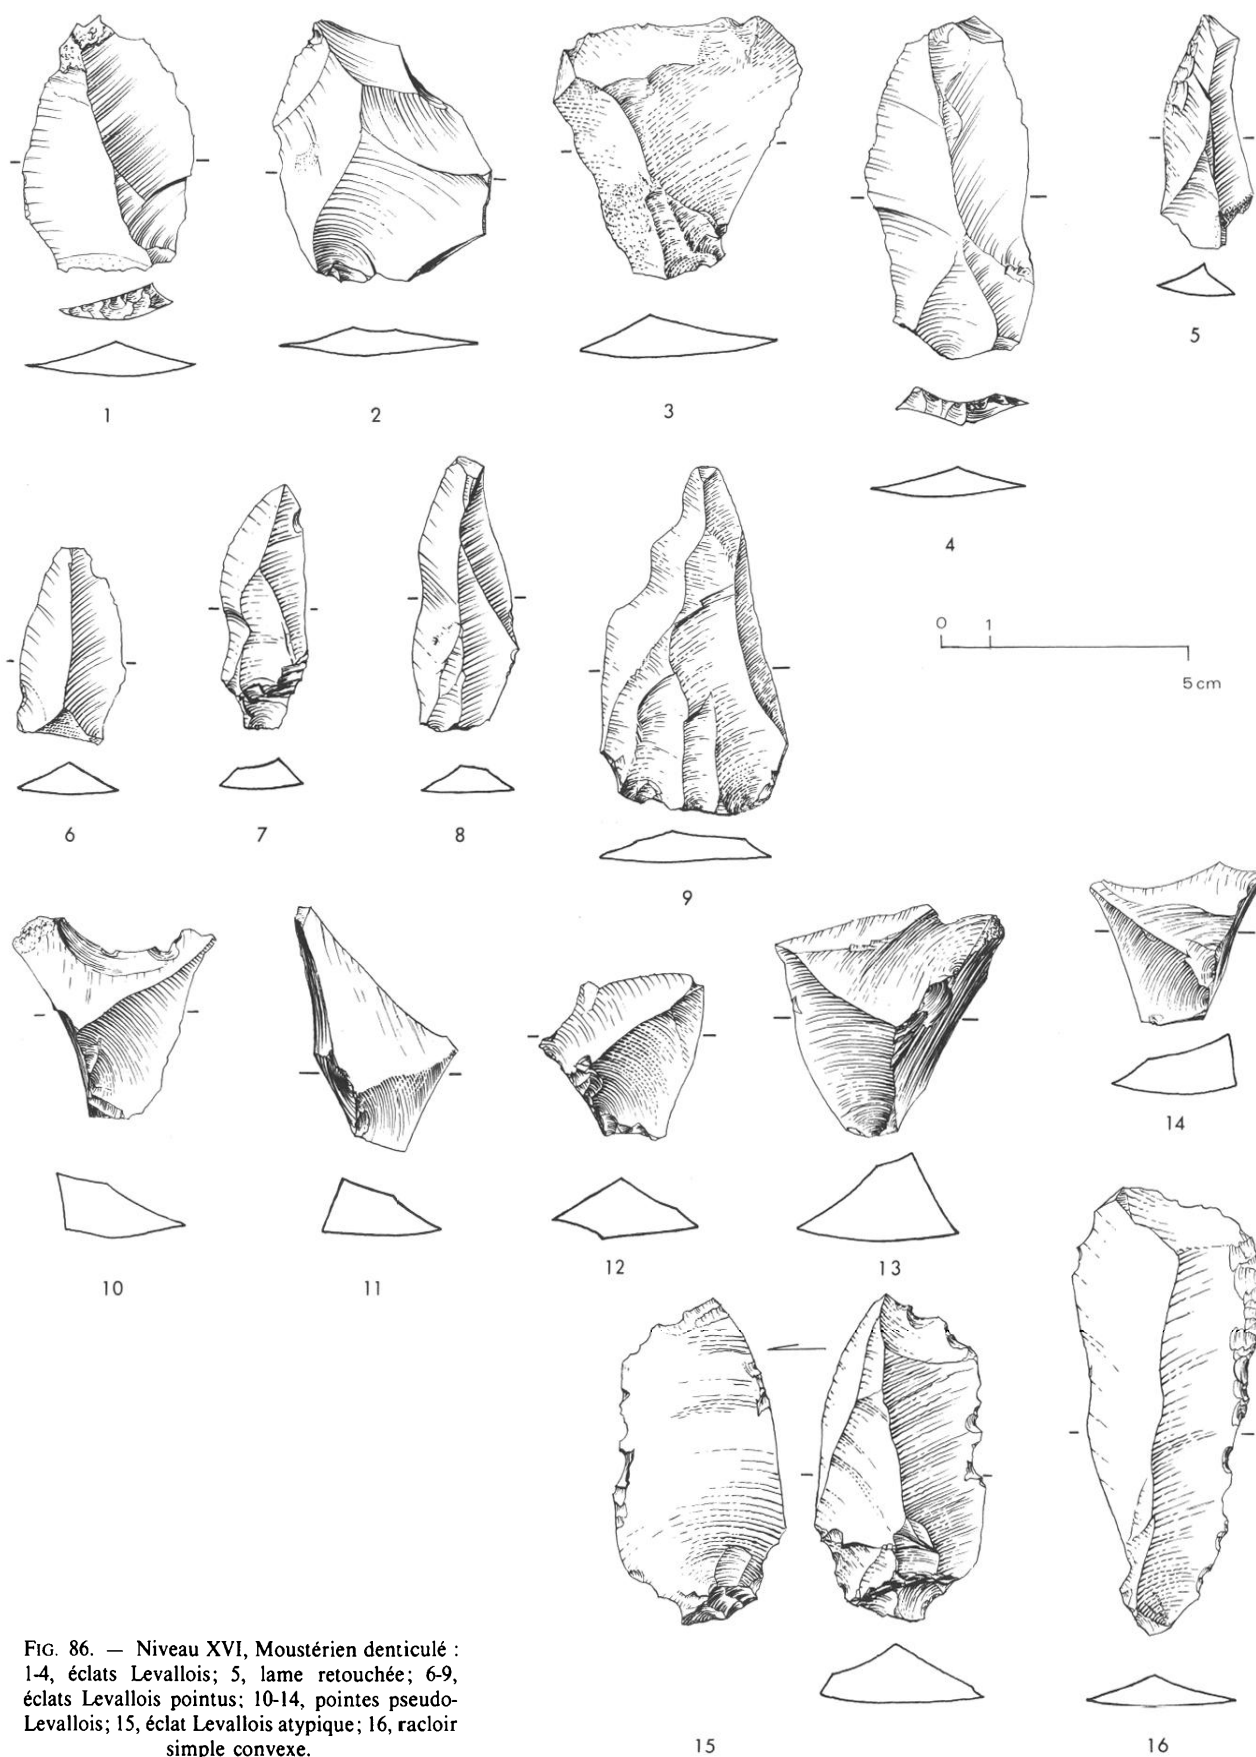 1
2
3
4
5
6
7
8
9
0 1
5 cm
10
11
12
13
14
15
16
FIG. 86. — Niveau XVI, Moustérien denticulé :
1-4, éclats Levallois; 5, lame retouchée; 6-9,
éclats Levallois pointus; 10-14, pointes pseudo-
Levallois; 15, éclat Levallois atypique; 16, racloir
simple convexe.